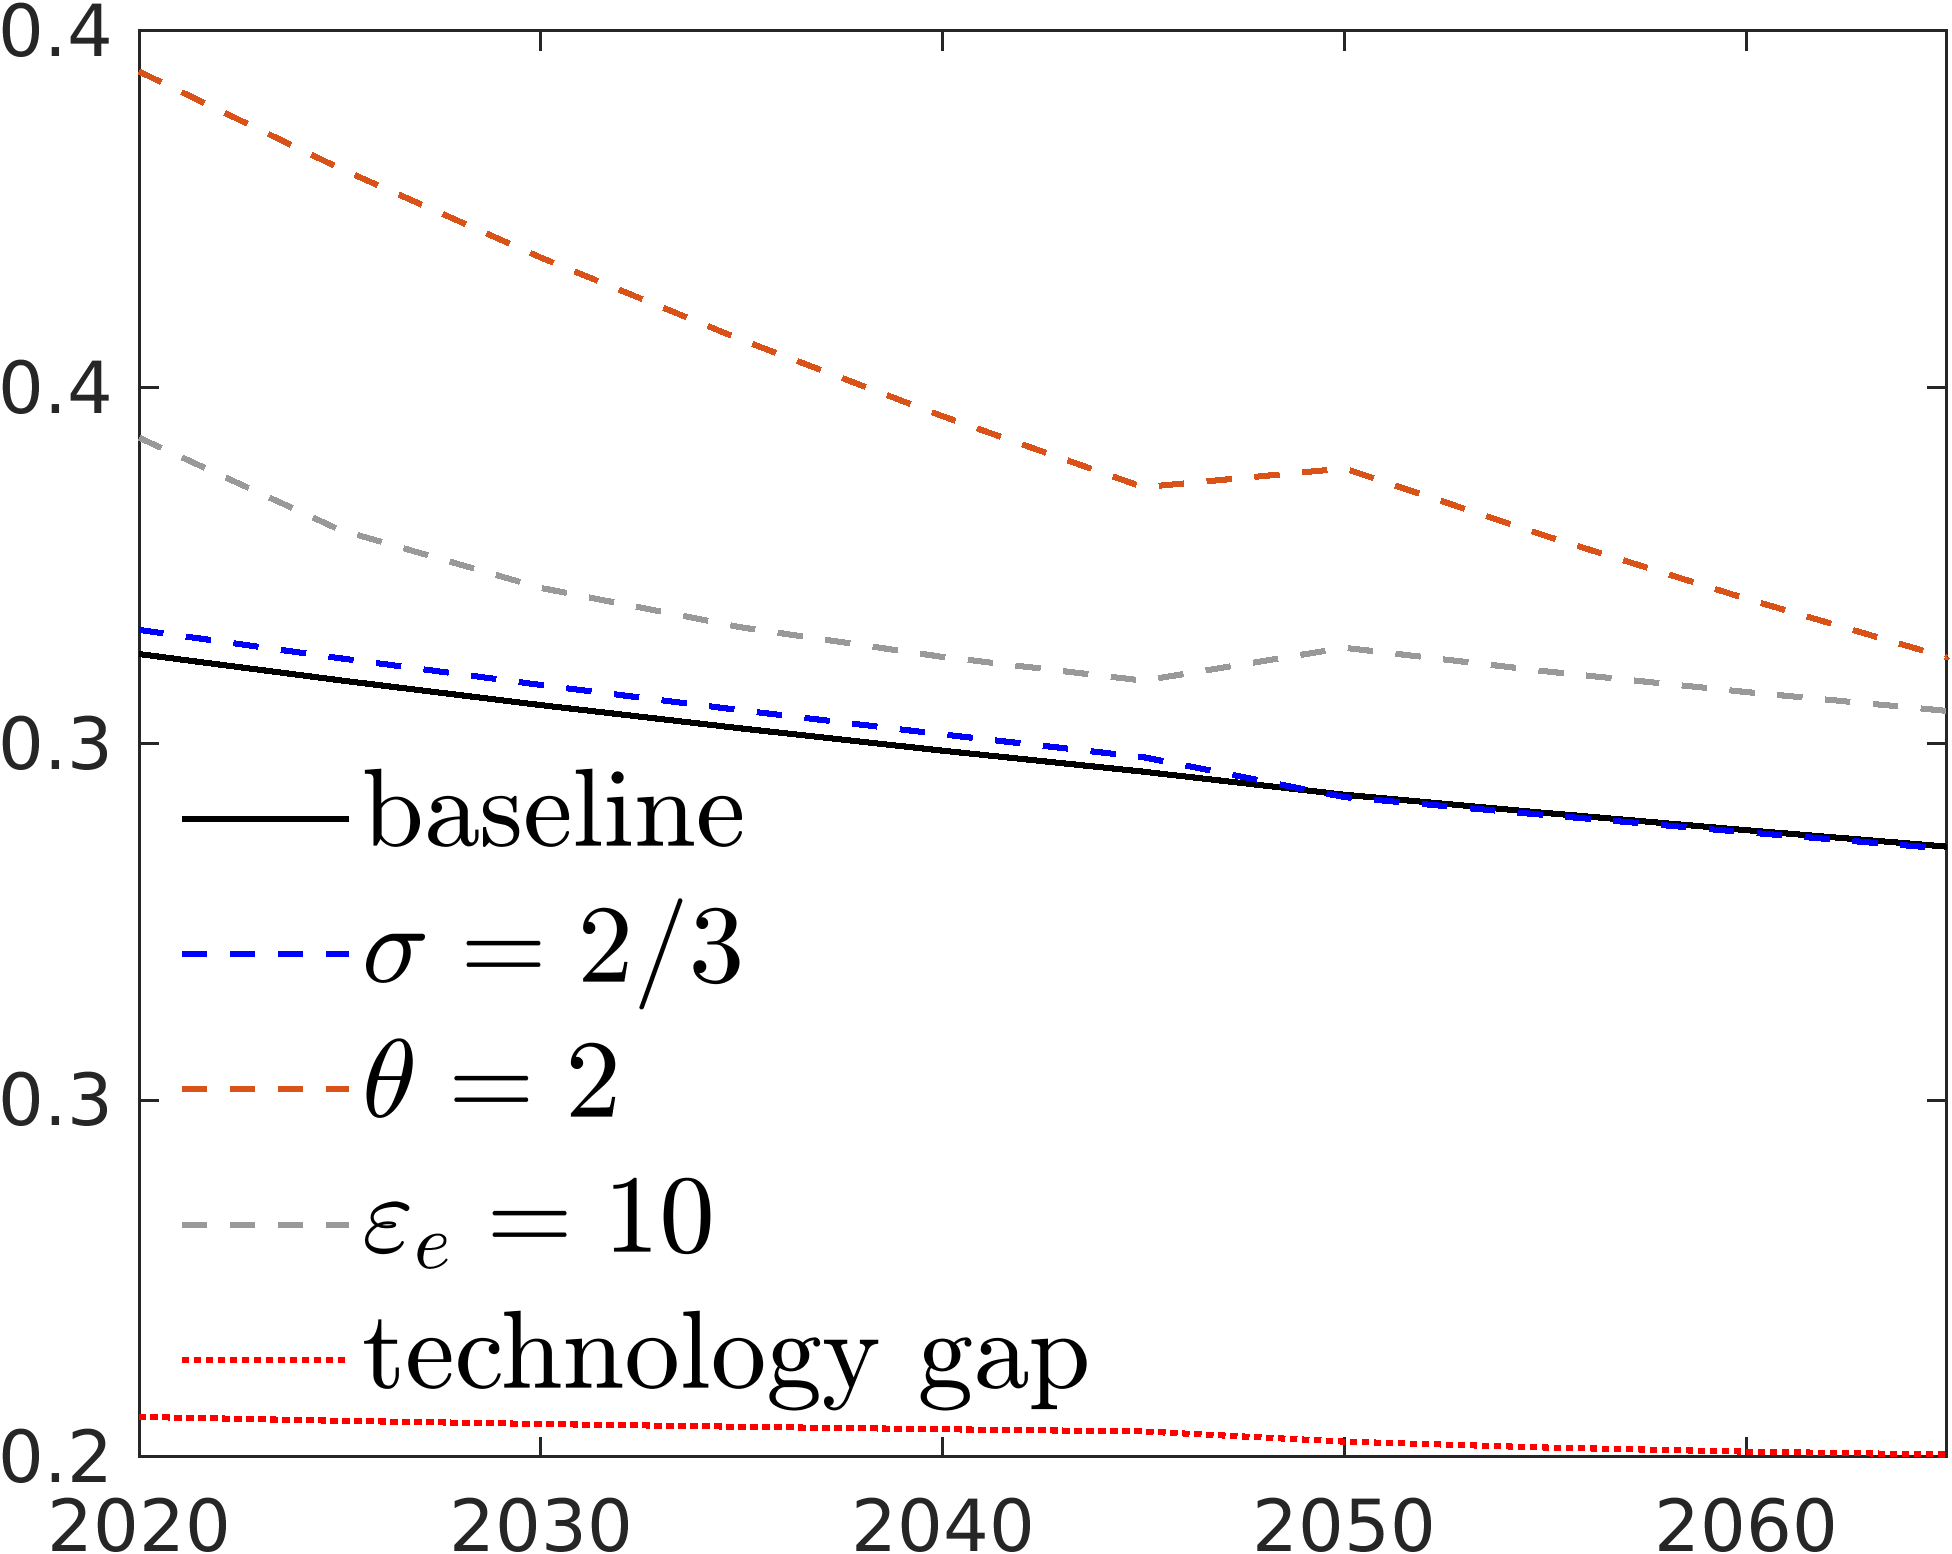 0.4
0.4
0.3
0.3
0.2
baseline
σ = 2/3
θ = 2
εₑ = 10
technology gap
2020 2030 2040 2050 2060